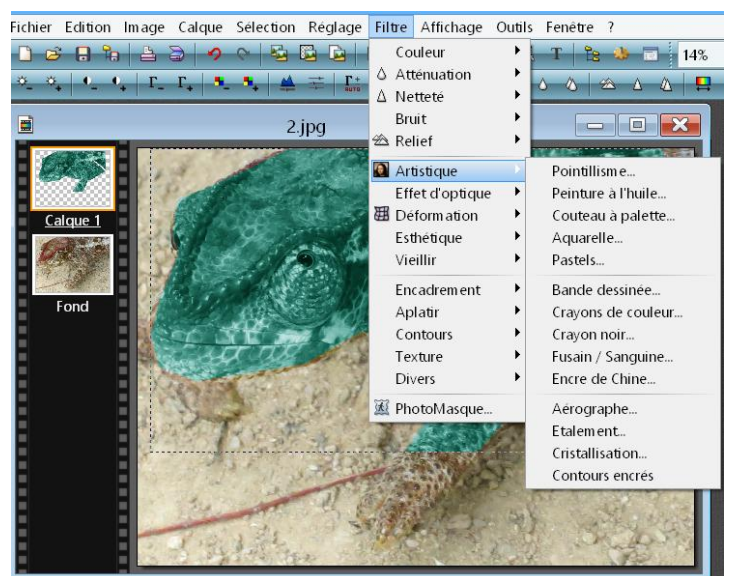 Fichier Edition Image Calque Sélection Réglage Filtre Affichage Outils Fenêtre ?
T 14%
AUTO
2.jpg
Calque 1
Fond
Couleur
Atténuation
Netteté
Bruit
Relief
Artistique
Effet d'optique
Déformation
Esthétique
Vieillir
Encadrement
Aplatir
Contours
Texture
Divers
PhotoMasque...
Pointillisme...
Peinture à l'huile...
Couteau à palette...
Aquarelle...
Pastels...
Bande dessinée...
Crayons de couleur...
Crayon noir...
Fusain / Sanguine...
Encre de Chine...
Aérographe...
Etalement...
Cristallisation...
Contours encrés